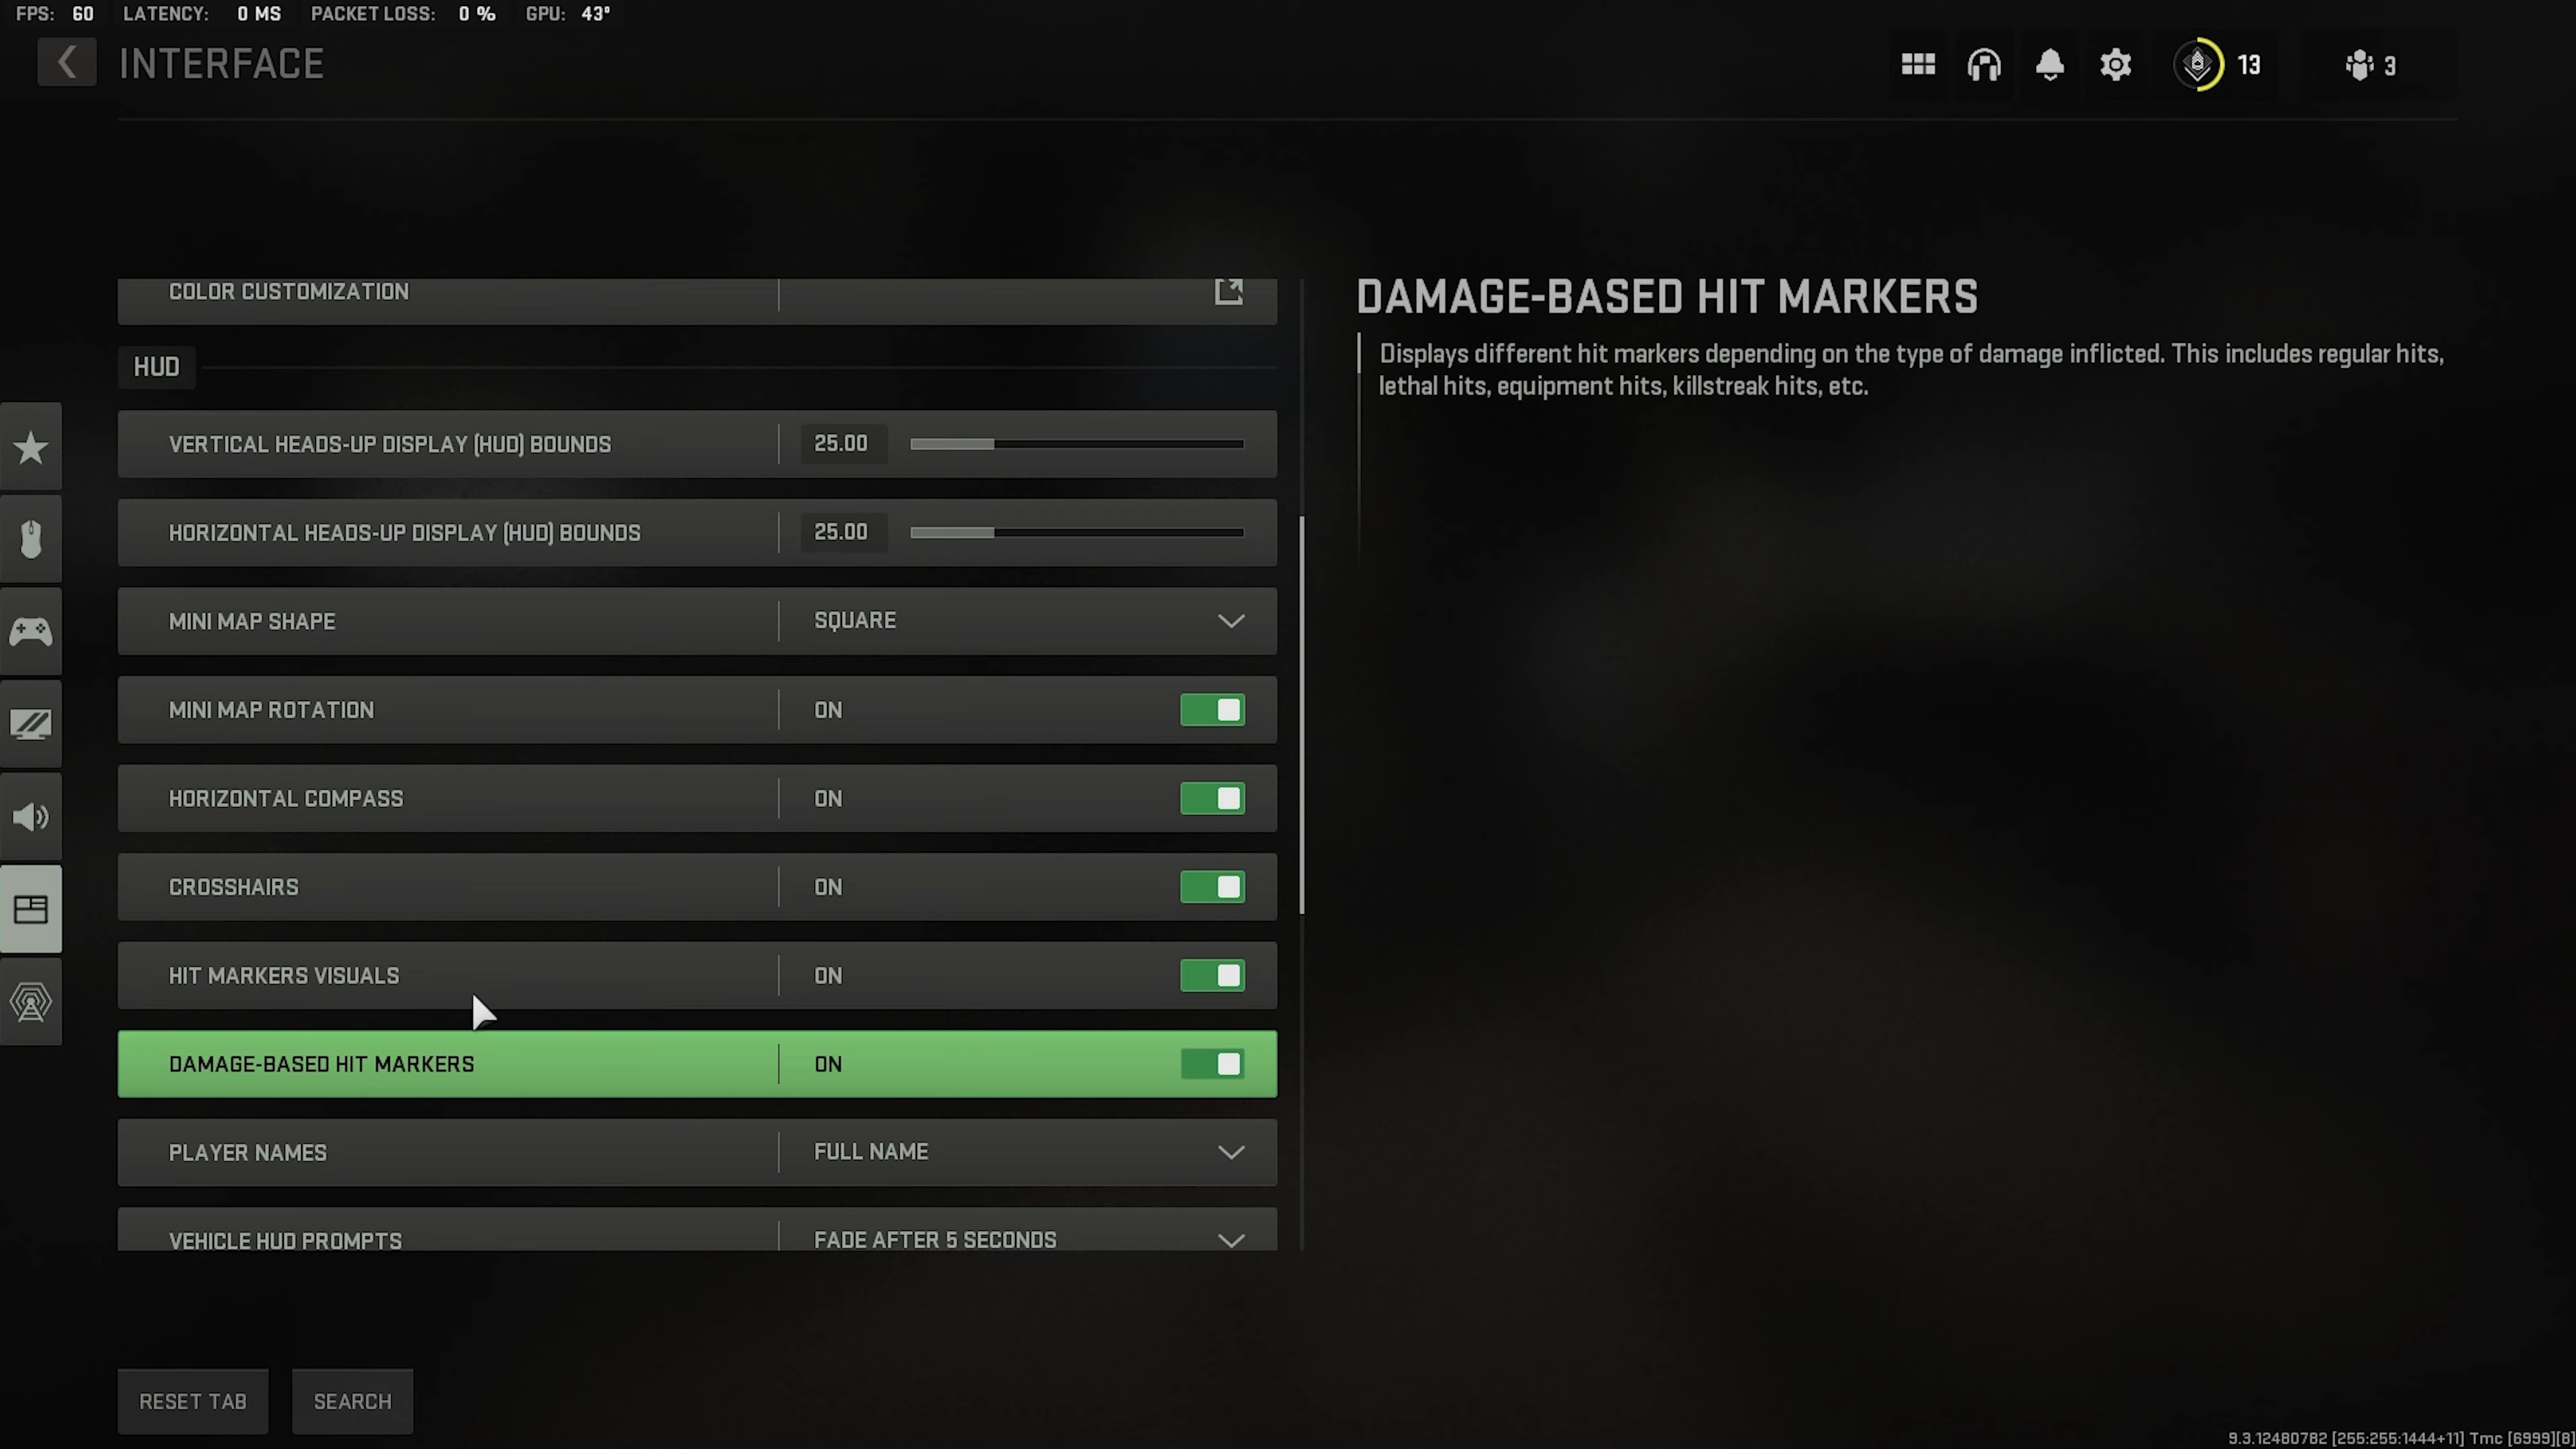 FPS: 60 LATENCY: 0 MS PACKET LOSS: 0 % GPU: 43°
INTERFACE
13
3
COLOR CUSTOMIZATION
HUD
VERTICAL HEADS-UP DISPLAY (HUD) BOUNDS 25.00
HORIZONTAL HEADS-UP DISPLAY (HUD) BOUNDS 25.00
MINI MAP SHAPE SQUARE
MINI MAP ROTATION ON
HORIZONTAL COMPASS ON
CROSSHAIRS ON
HIT MARKERS VISUALS ON
DAMAGE-BASED HIT MARKERS ON
PLAYER NAMES FULL NAME
VEHICLE HUD PROMPTS FADE AFTER 5 SECONDS
DAMAGE-BASED HIT MARKERS
Displays different hit markers depending on the type of damage inflicted. This includes regular hits,
lethal hits, equipment hits, killstreak hits, etc.
RESET TAB SEARCH
9.3.12480782 [255:255:1444+11] Tmc [6999][8]